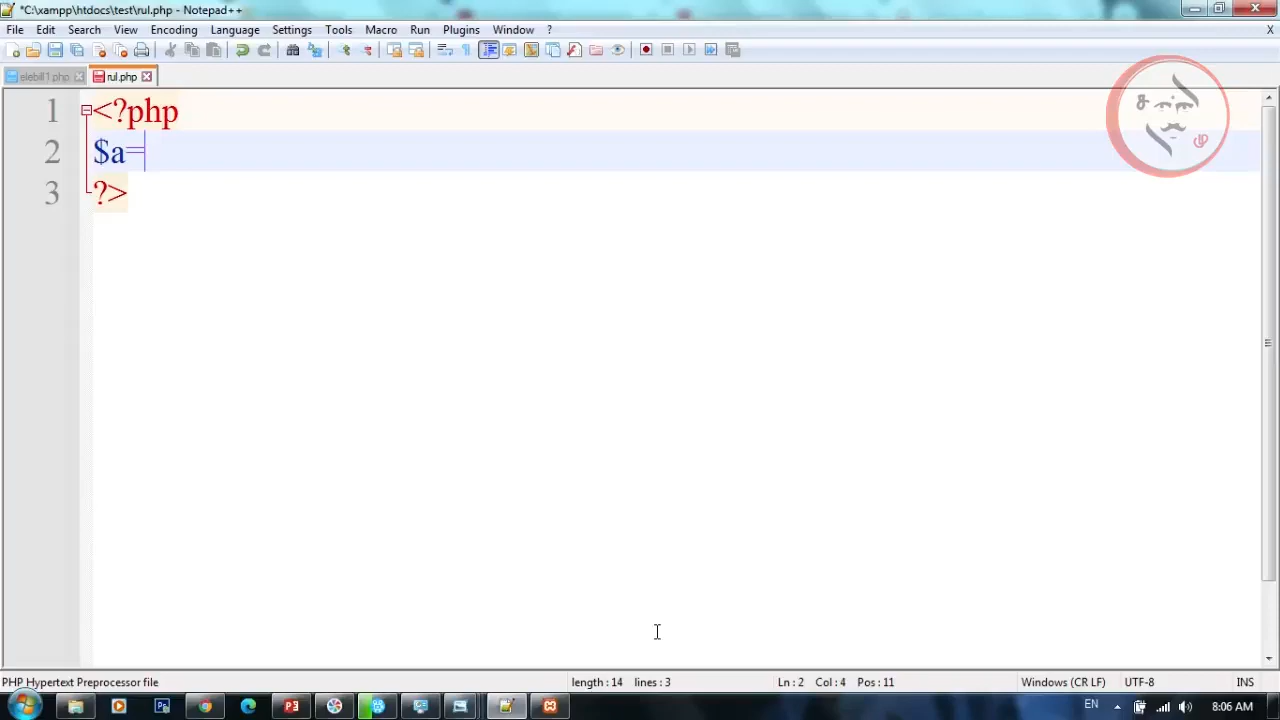 *C:\xampp\htdocs\test\rul.php - Notepad++
File Edit Search View Encoding Language Settings Tools Macro Run Plugins Window ? X
elebill1.php rul.php
1 <?php
2 $a=
3 ?>
PHP Hypertext Preprocessor file length : 14 lines : 3 Ln : 2 Col : 4 Pos : 11 Windows (CR LF) UTF-8 INS
EN 8:06 AM